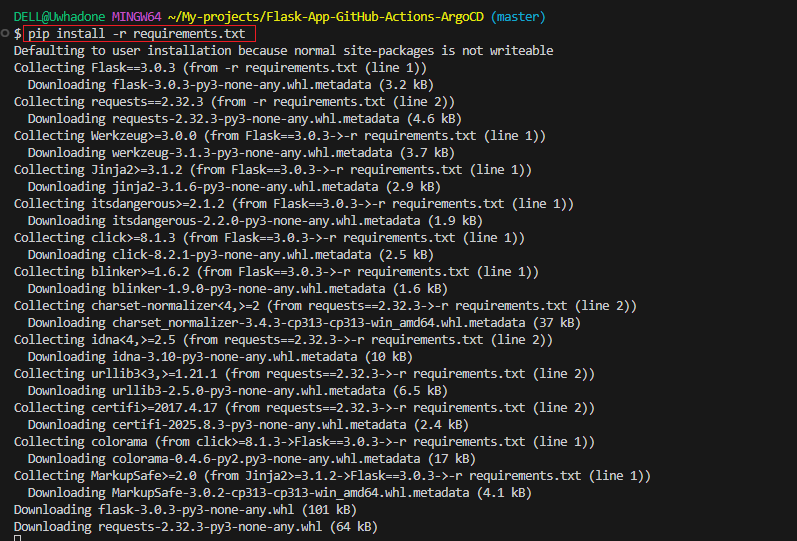 DELL@Uwhadone MINGW64 ~/My-projects/Flask-App-GitHub-Actions-ArgoCD (master)
$ pip install -r requirements.txt
Defaulting to user installation because normal site-packages is not writeable
Collecting Flask==3.0.3 (from -r requirements.txt (line 1))
  Downloading flask-3.0.3-py3-none-any.whl.metadata (3.2 kB)
Collecting requests==2.32.3 (from -r requirements.txt (line 2))
  Downloading requests-2.32.3-py3-none-any.whl.metadata (4.6 kB)
Collecting Werkzeug>=3.0.0 (from Flask==3.0.3->-r requirements.txt (line 1))
  Downloading werkzeug-3.1.3-py3-none-any.whl.metadata (3.7 kB)
Collecting Jinja2>=3.1.2 (from Flask==3.0.3->-r requirements.txt (line 1))
  Downloading jinja2-3.1.6-py3-none-any.whl.metadata (2.9 kB)
Collecting itsdangerous>=2.1.2 (from Flask==3.0.3->-r requirements.txt (line 1))
  Downloading itsdangerous-2.2.0-py3-none-any.whl.metadata (1.9 kB)
Collecting click>=8.1.3 (from Flask==3.0.3->-r requirements.txt (line 1))
  Downloading click-8.2.1-py3-none-any.whl.metadata (2.5 kB)
Collecting blinker>=1.6.2 (from Flask==3.0.3->-r requirements.txt (line 1))
  Downloading blinker-1.9.0-py3-none-any.whl.metadata (1.6 kB)
Collecting charset-normalizer<4,>=2 (from requests==2.32.3->-r requirements.txt (line 2))
  Downloading charset_normalizer-3.4.3-cp313-cp313-win_amd64.whl.metadata (37 kB)
Collecting idna<4,>=2.5 (from requests==2.32.3->-r requirements.txt (line 2))
  Downloading idna-3.10-py3-none-any.whl.metadata (10 kB)
Collecting urllib3<3,>=1.21.1 (from requests==2.32.3->-r requirements.txt (line 2))
  Downloading urllib3-2.5.0-py3-none-any.whl.metadata (6.5 kB)
Collecting certifi>=2017.4.17 (from requests==2.32.3->-r requirements.txt (line 2))
  Downloading certifi-2025.8.3-py3-none-any.whl.metadata (2.4 kB)
Collecting colorama (from click>=8.1.3->Flask==3.0.3->-r requirements.txt (line 1))
  Downloading colorama-0.4.6-py2.py3-none-any.whl.metadata (17 kB)
Collecting MarkupSafe>=2.0 (from Jinja2>=3.1.2->Flask==3.0.3->-r requirements.txt (line 1))
  Downloading MarkupSafe-3.0.2-cp313-cp313-win_amd64.whl.metadata (4.1 kB)
Downloading flask-3.0.3-py3-none-any.whl (101 kB)
Downloading requests-2.32.3-py3-none-any.whl (64 kB)